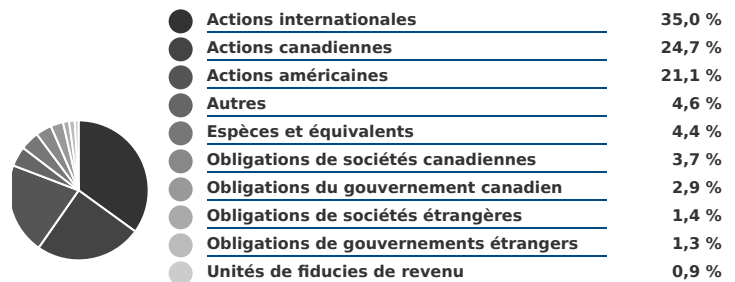 Actions internationales 35,0 %
Actions canadiennes 24,7 %
Actions américaines 21,1 %
Autres 4,6 %
Espèces et équivalents 4,4 %
Obligations de sociétés canadiennes 3,7 %
Obligations du gouvernement canadien 2,9 %
Obligations de sociétés étrangères 1,4 %
Obligations de gouvernements étrangers 1,3 %
Unités de fiducies de revenu 0,9 %